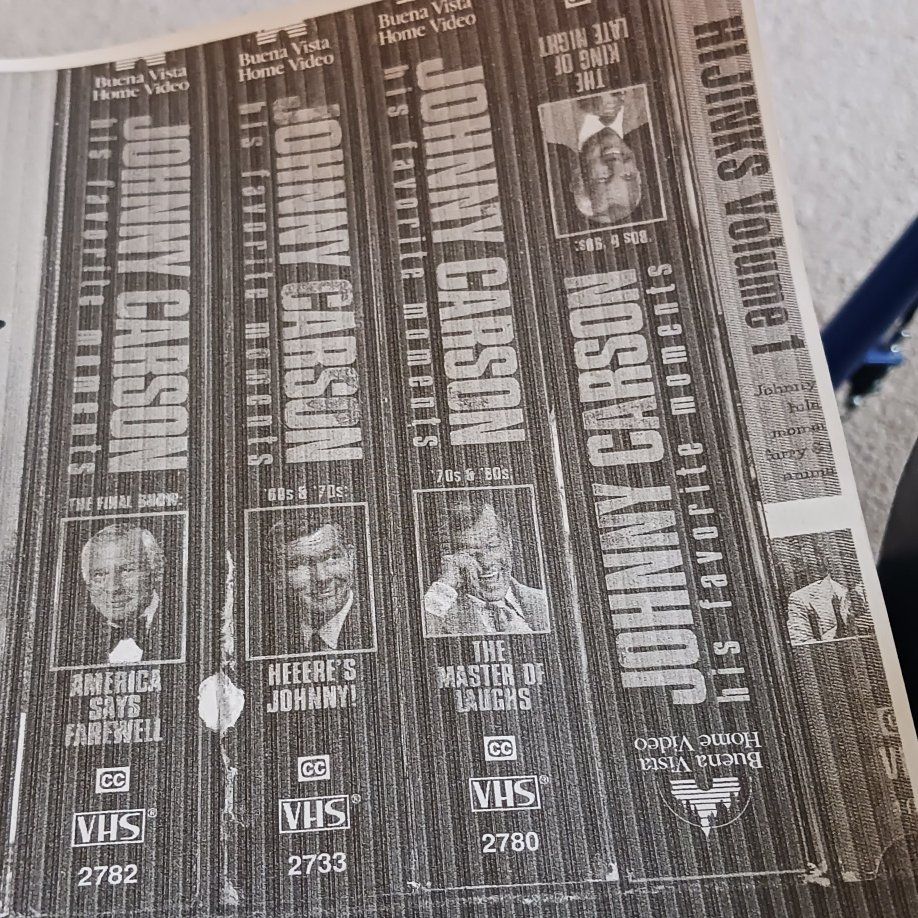 Buena Vista
Home Video
JOHNNY CARSON
his favorite moments
THE FINAL SHOW:
AMERICA
SAYS
FAREWELL
CC
VHS®
2782
Buena Vista
Home Video
JOHNNY CARSON
his favorite moments
'60s & '70s:
HEEERE'S
JOHNNY!
CC
VHS®
2733
Buena Vista
Home Video
JOHNNY CARSON
his favorite moments
'70s & '80s:
THE
MASTER OF
LAUGHS
CC
VHS®
2780
Buena Vista
Home Video
JOHNNY CARSON
his favorite moments
'80s & '90s:
THE
KING OF
LATE NIGHT
Volume 1
Johnny